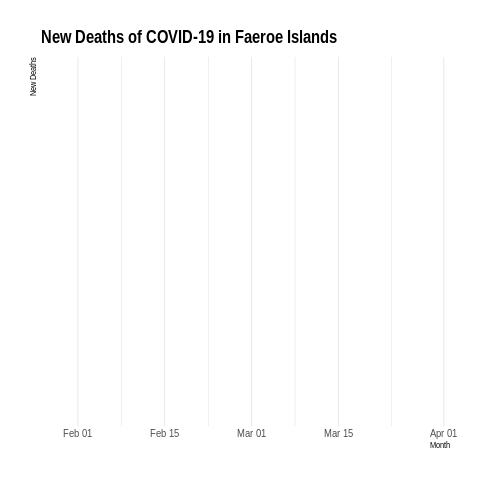 New Deaths of COVID-19 in Faeroe Islands
New Deaths
Feb 01 Feb 15 Mar 01 Mar 15 Apr 01
Month